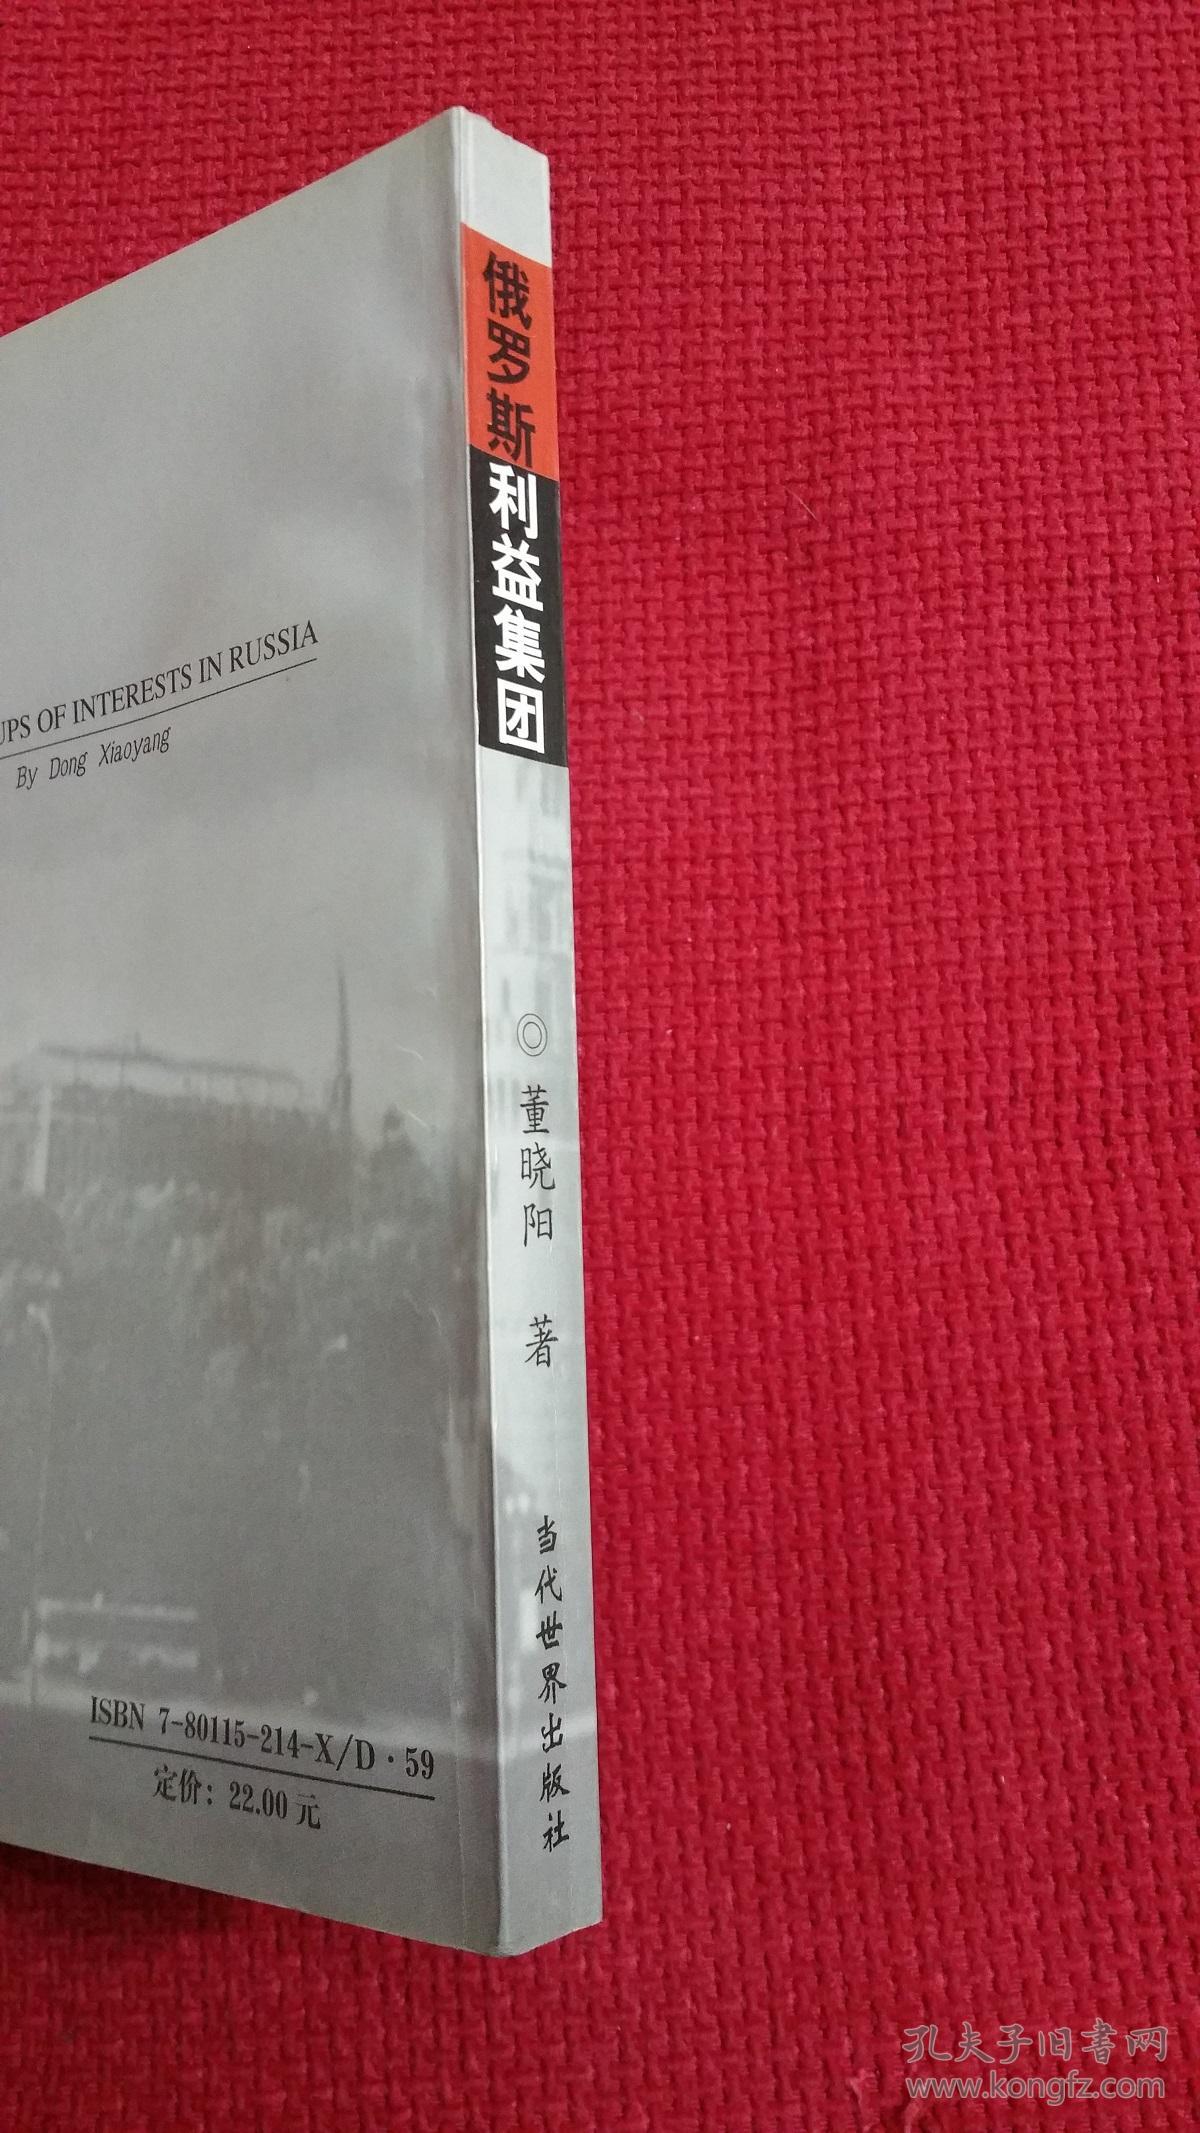 俄罗斯利益集团
◎董晓阳 著
当代世界出版社
UPS OF INTERESTS IN RUSSIA
By Dong Xiaoyang
ISBN 7-80115-214-X/D·59
定价：22.00元
孔夫子旧书网
www.kongfz.com